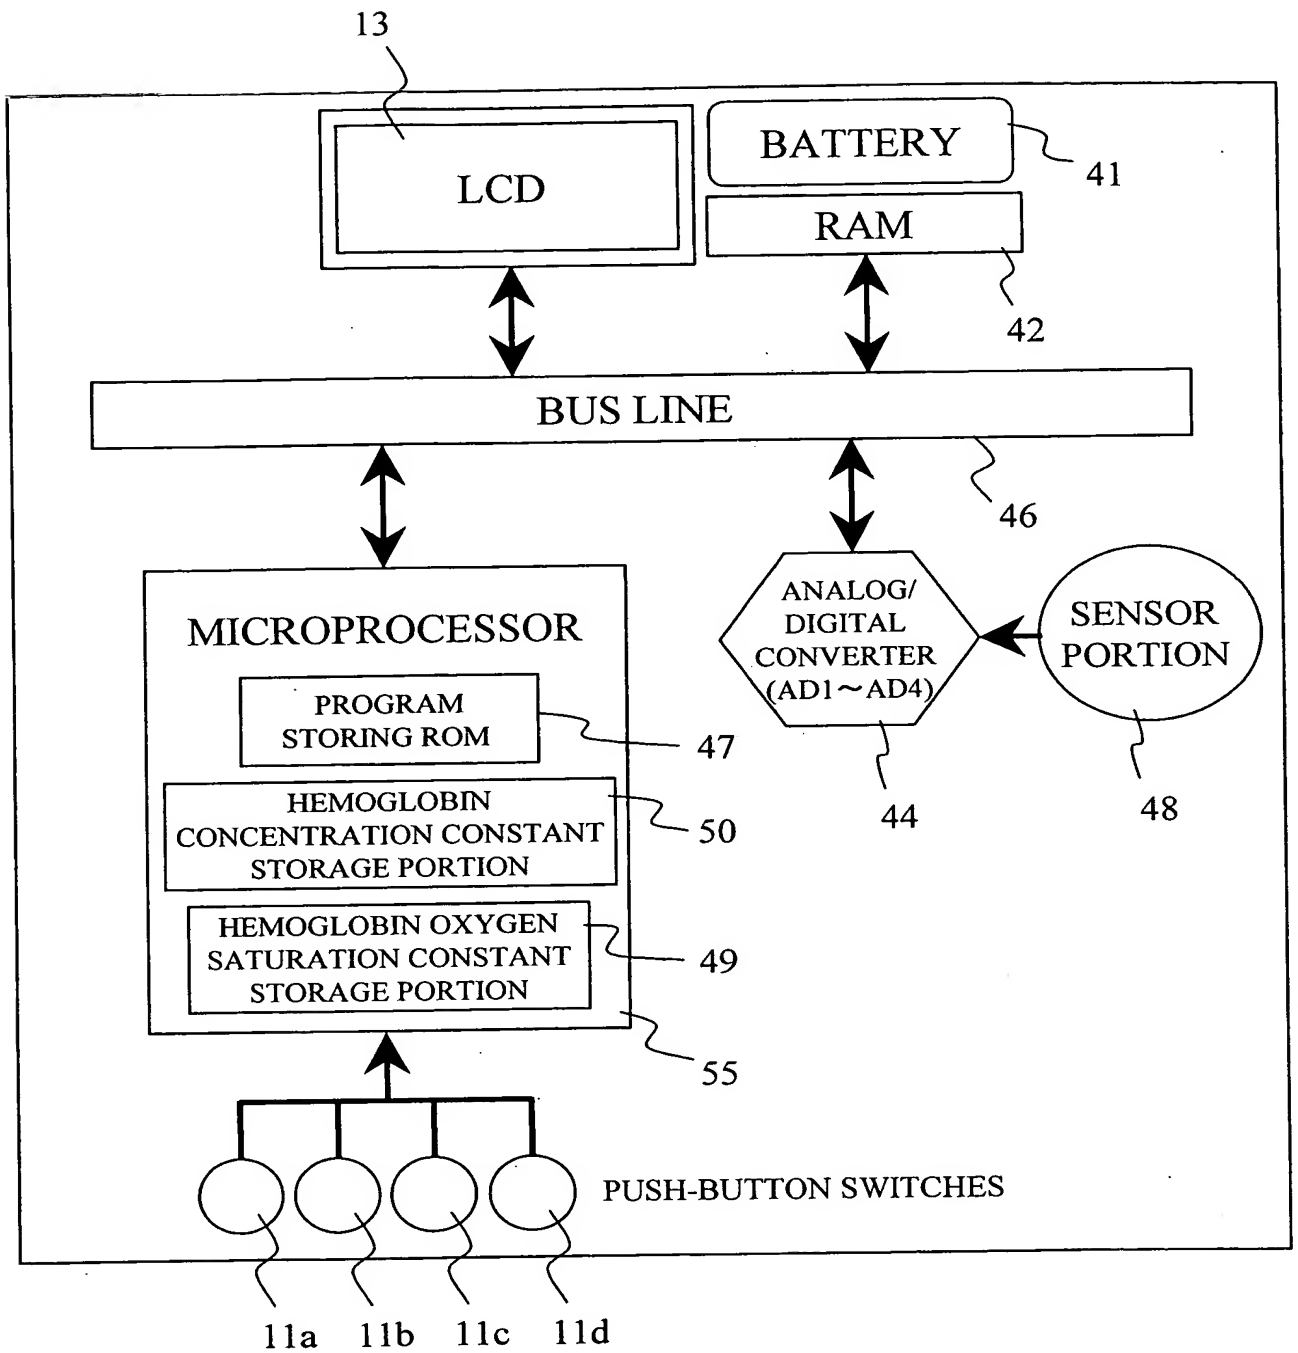 13
BATTERY
41
LCD
RAM
42
BUS LINE
46
ANALOG/
DIGITAL
CONVERTER
(AD1～AD4)
44
SENSOR
PORTION
48
MICROPROCESSOR
PROGRAM
STORING ROM
47
HEMOGLOBIN
CONCENTRATION CONSTANT
STORAGE PORTION
50
HEMOGLOBIN OXYGEN
SATURATION CONSTANT
STORAGE PORTION
49
55
PUSH-BUTTON SWITCHES
11a 11b 11c 11d